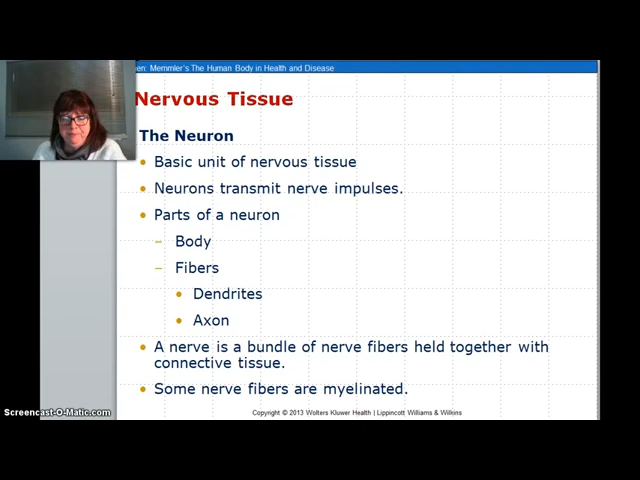 en: Memmler's The Human Body in Health and Disease
Nervous Tissue
The Neuron
• Basic unit of nervous tissue
• Neurons transmit nerve impulses.
• Parts of a neuron
– Body
– Fibers
• Dendrites
• Axon
• A nerve is a bundle of nerve fibers held together with
connective tissue.
• Some nerve fibers are myelinated.
Copyright © 2013 Wolters Kluwer Health | Lippincott Williams & Wilkins
Screencast-O-Matic.com